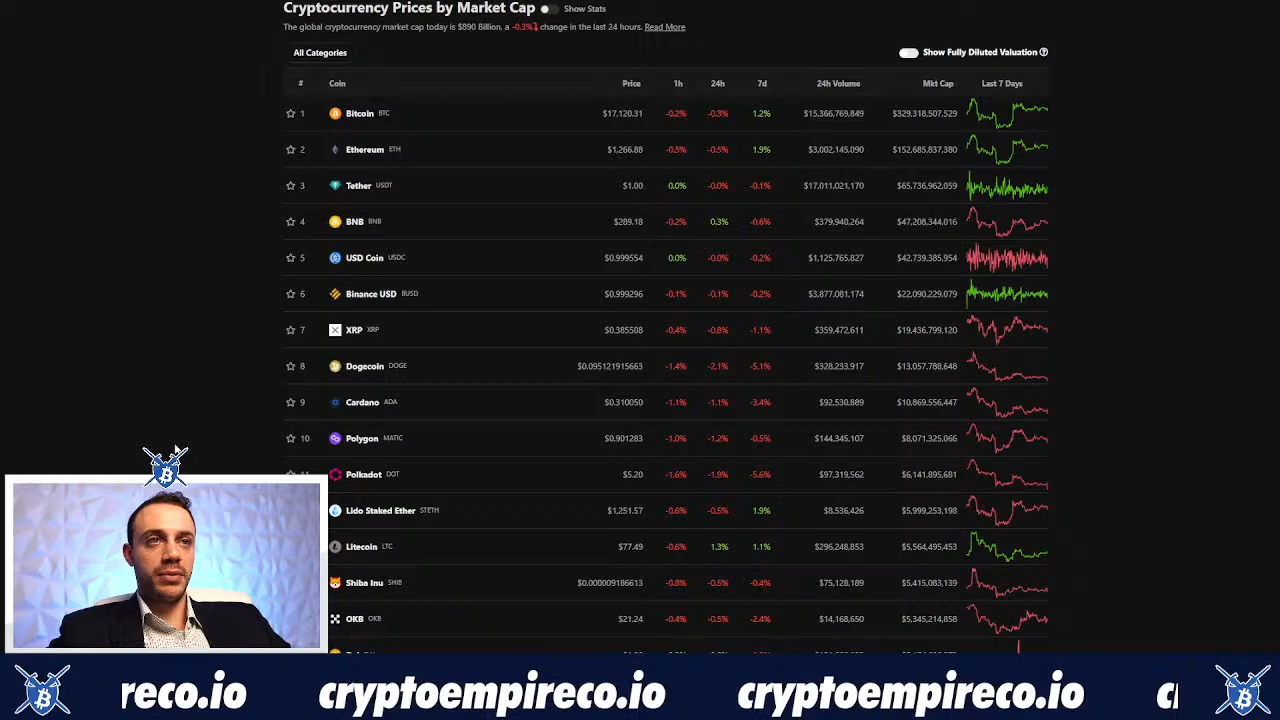 Cryptocurrency Prices by Market Cap Show Stats
The global cryptocurrency market cap today is $890 Billion, a -0.3% change in the last 24 hours. Read More
All Categories Show Fully Diluted Valuation
# Coin Price 1h 24h 7d 24h Volume Mkt Cap Last 7 Days
1 Bitcoin BTC $17,120.31 -0.2% -0.3% 1.2% $15,366,769,849 $329,318,507,529
2 Ethereum ETH $1,266.88 -0.5% -0.5% 1.9% $3,002,145,090 $152,685,837,380
3 Tether USDT $1.00 0.0% -0.0% -0.1% $17,011,021,170 $65,736,962,059
4 BNB BNB $289.18 -0.2% 0.3% -0.6% $379,940,264 $47,208,344,016
5 USD Coin USDC $0.999554 0.0% -0.0% -0.2% $1,125,765,827 $42,739,385,954
6 Binance USD BUSD $0.999296 -0.1% -0.1% -0.2% $3,877,081,174 $22,090,229,079
7 XRP XRP $0.385508 -0.4% -0.8% -1.1% $359,472,611 $19,436,799,120
8 Dogecoin DOGE $0.095121915663 -1.4% -2.1% -5.1% $328,233,917 $13,057,788,648
9 Cardano ADA $0.310050 -1.1% -1.1% -3.4% $92,530,889 $10,869,556,447
10 Polygon MATIC $0.901283 -1.0% -1.2% -0.5% $144,345,107 $8,071,325,066
Polkadot DOT $5.20 -1.6% -1.9% -5.6% $97,319,562 $6,141,895,681
Lido Staked Ether STETH $1,251.57 -0.6% -0.5% 1.9% $8,536,426 $5,999,253,198
Litecoin LTC $77.49 -0.6% 1.3% 1.1% $296,248,853 $5,564,495,453
Shiba Inu SHIB $0.000009186613 -0.8% -0.5% -0.4% $75,128,189 $5,415,083,139
OKB OKB $21.24 -0.4% -0.5% -2.4% $14,168,650 $5,345,214,858
reco.io cryptoempireco.io cryptoempireco.io